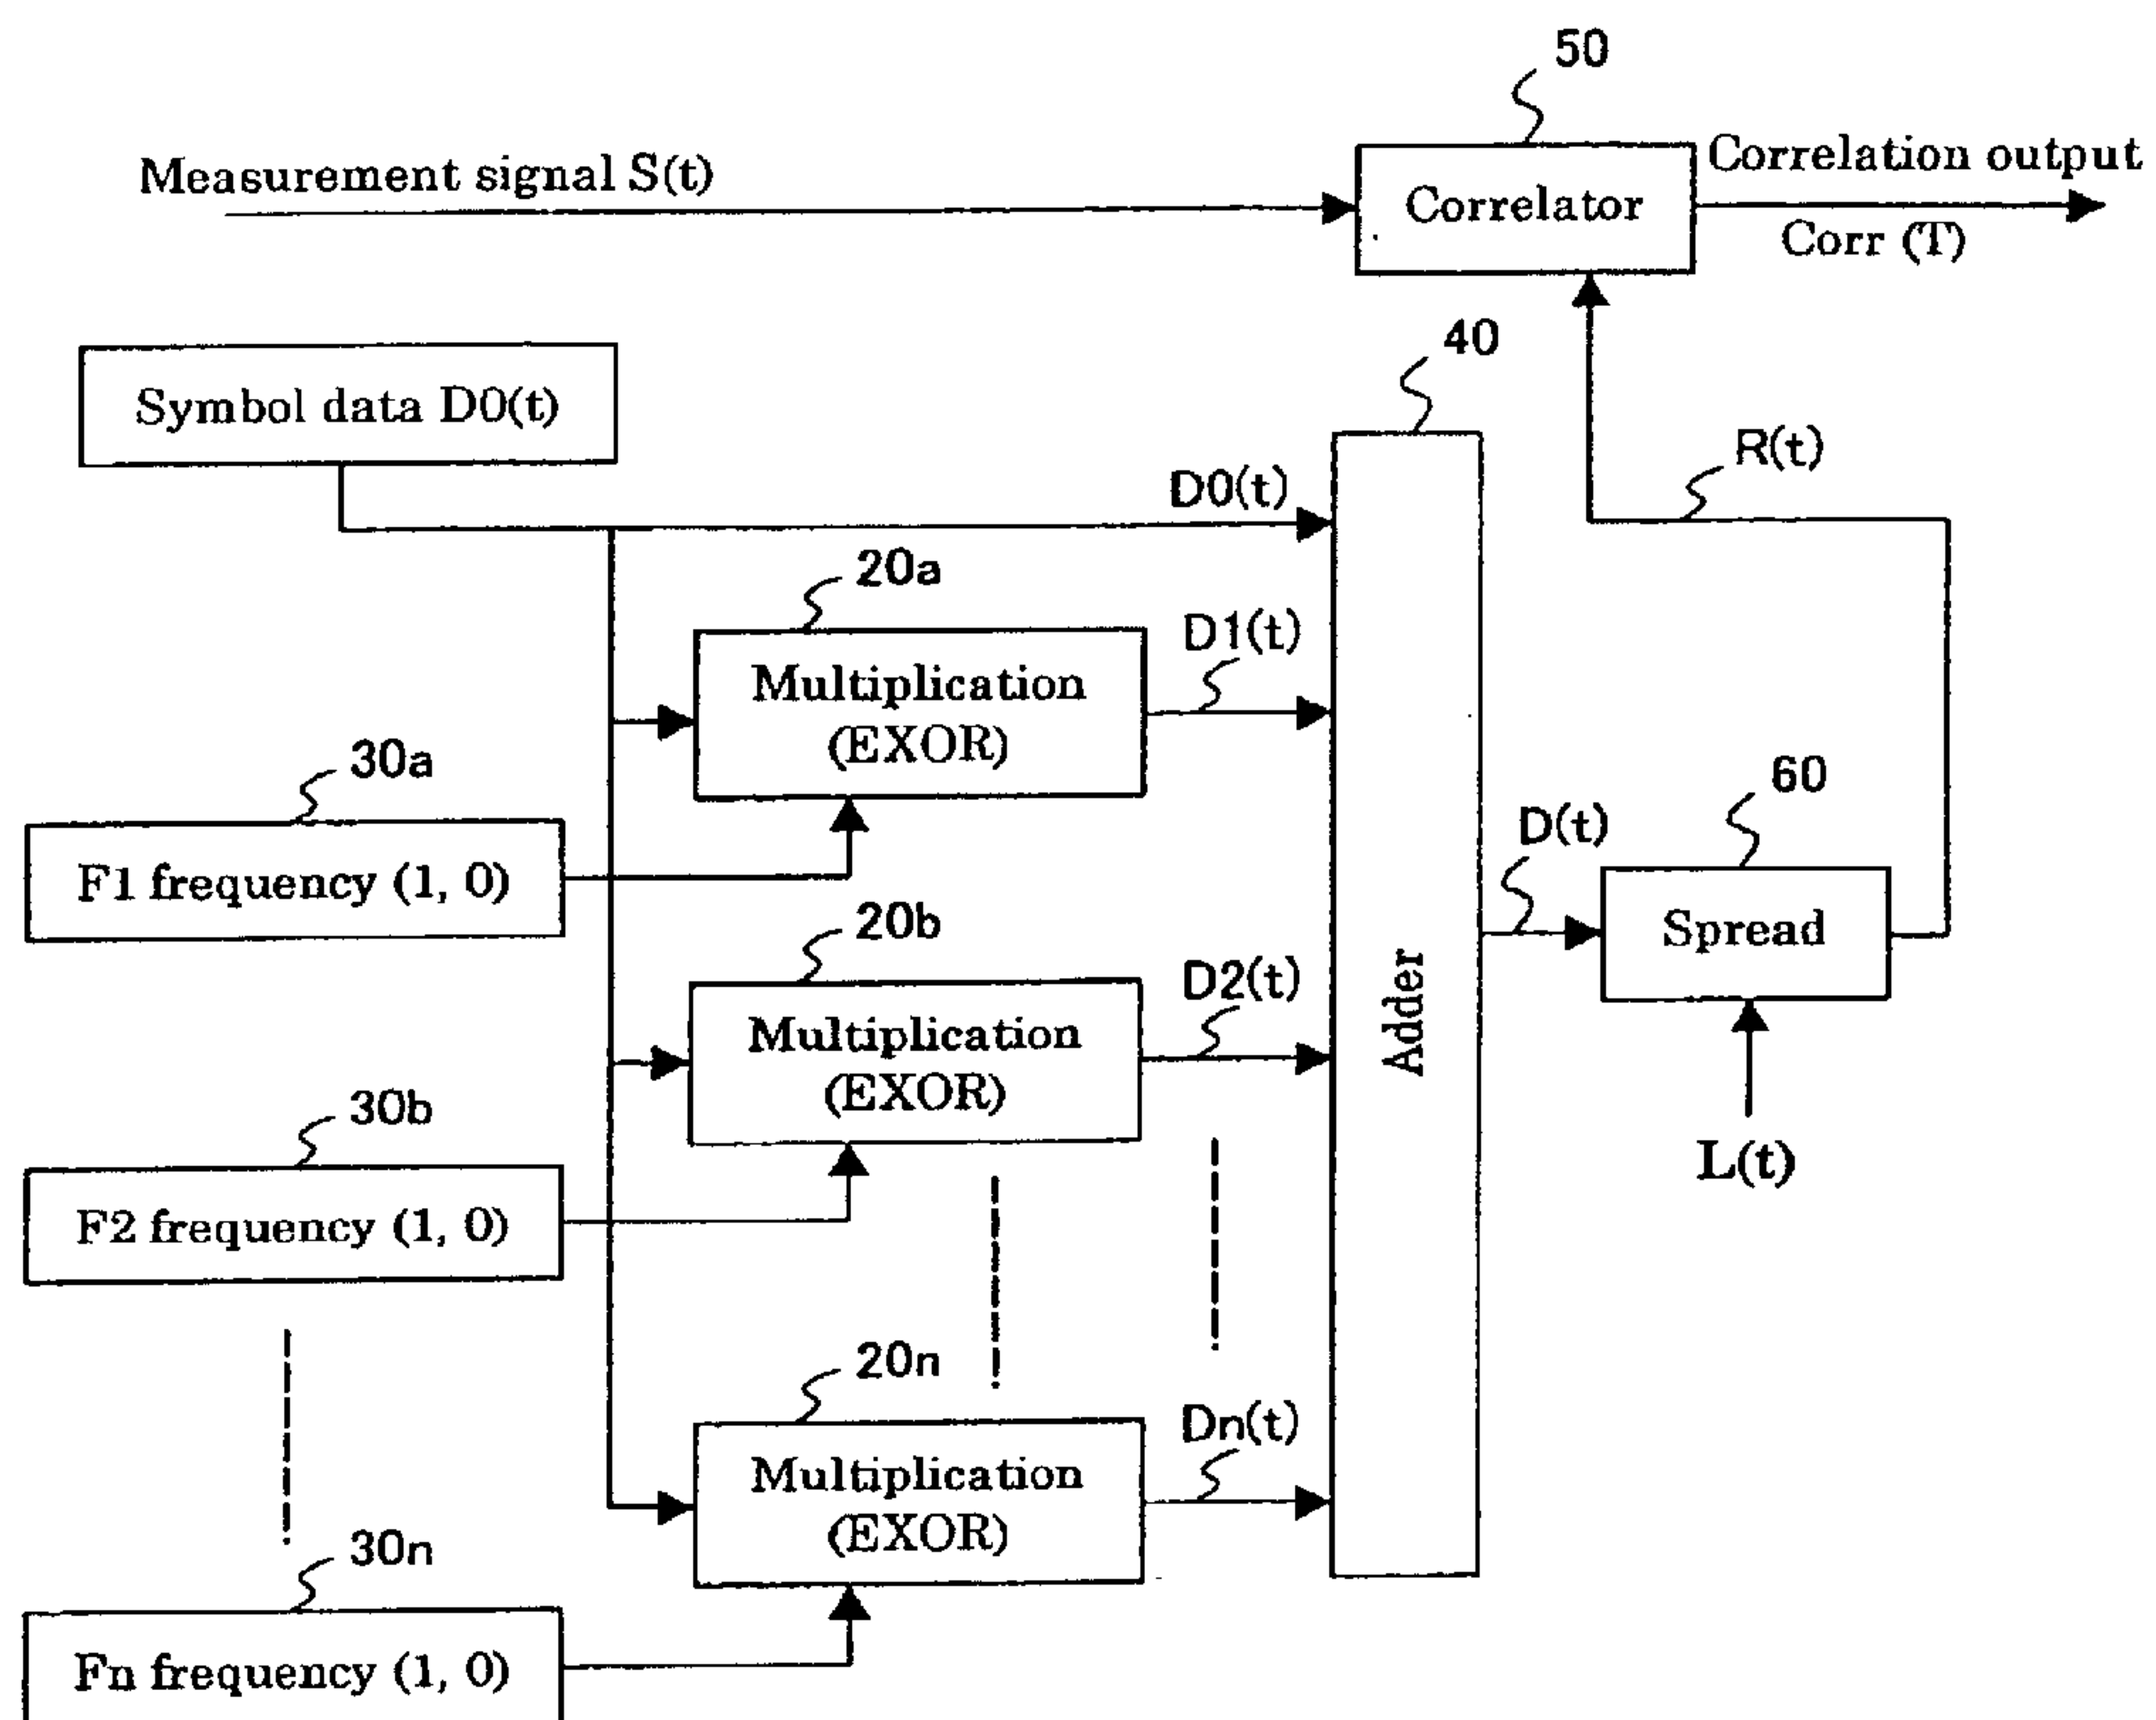 50
Measurement signal S(t)
Correlator
Correlation output
Corr (T)
Symbol data D0(t)
40
D0(t)
R(t)
20a
Multiplication
(EXOR)
D1(t)
30a
F1 frequency (1, 0)
60
D(t)
Spread
L(t)
Adder
20b
Multiplication
(EXOR)
D2(t)
30b
F2 frequency (1, 0)
20n
Multiplication
(EXOR)
Dn(t)
30n
Fn frequency (1, 0)